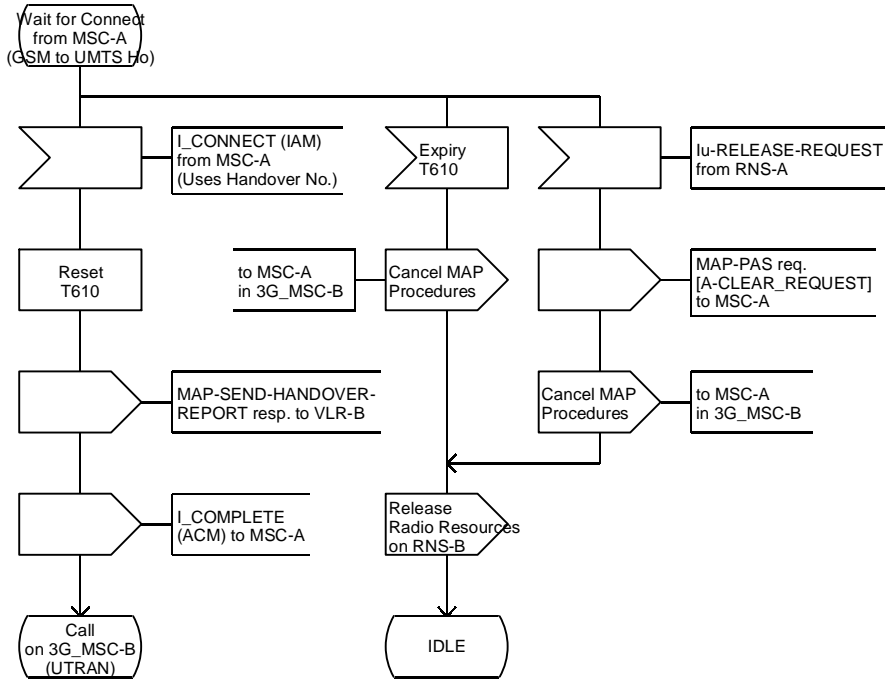 Wait for Connect
from MSC-A
(GSM to UMTS Ho)
I_CONNECT (IAM)
from MSC-A
(Uses Handover No.)
Expiry
T610
Iu-RELEASE-REQUEST
from RNS-A
Reset
T610
to MSC-A
in 3G_MSC-B
Cancel MAP
Procedures
MAP-PAS req.
[A-CLEAR_REQUEST]
to MSC-A
MAP-SEND-HANDOVER-
REPORT resp. to VLR-B
Cancel MAP
Procedures
to MSC-A
in 3G_MSC-B
I_COMPLETE
(ACM) to MSC-A
Release
Radio Resources
on RNS-B
Call
on 3G_MSC-B
(UTRAN)
IDLE